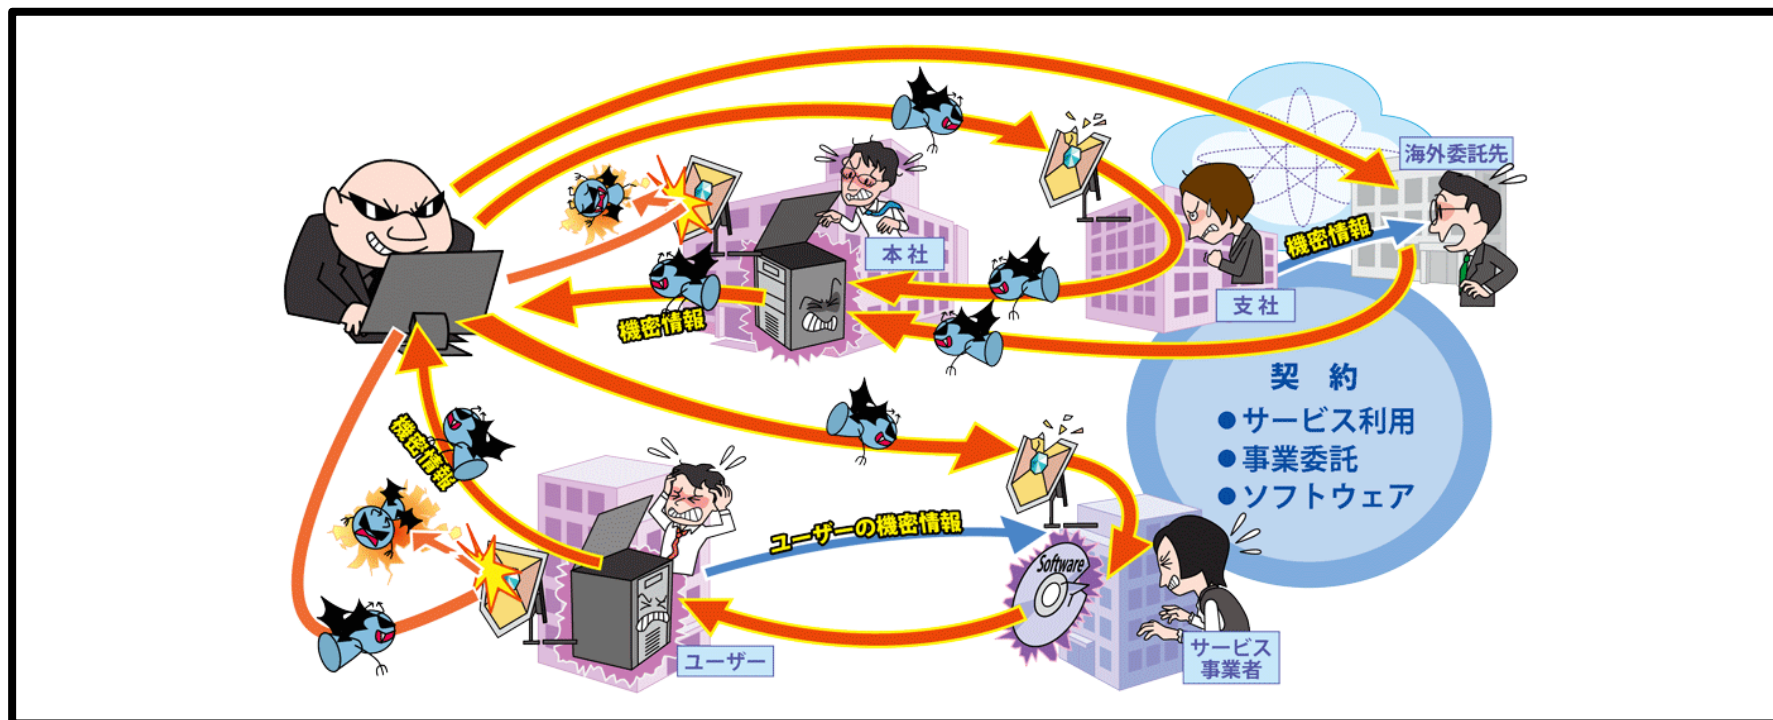 海外委託先
本社
機密情報
支社
機密情報
契 約
●サービス利用
●事業委託
●ソフトウェア
機密情報
ユーザーの機密情報
Software
ユーザー
サービス
事業者